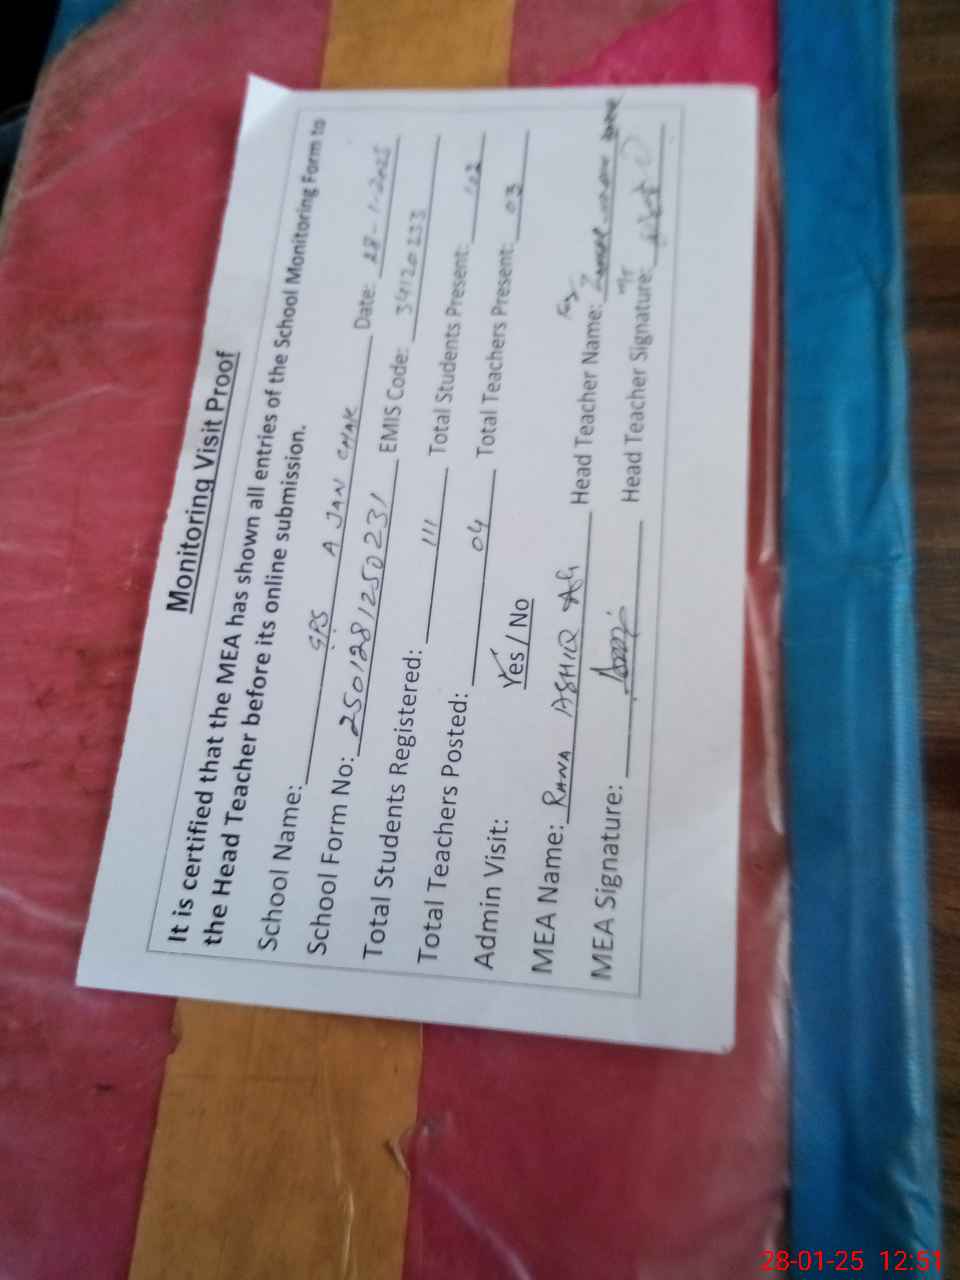 Monitoring Visit Proof
It is certified that the MEA has shown all entries of the School Monitoring Form to
the Head Teacher before its online submission.
School Name: GPS A JAN CHAK Date: 28-1-2025
School Form No: 2501281250231 EMIS Code: 34120233
Total Students Registered: 111 Total Students Present: 102
Total Teachers Posted: 04 Total Teachers Present: 03
Admin Visit: Yes / No
MEA Name: RANA ASHIQ Ali Head Teacher Name:
MEA Signature: Head Teacher Signature:
28-01-25 12:51